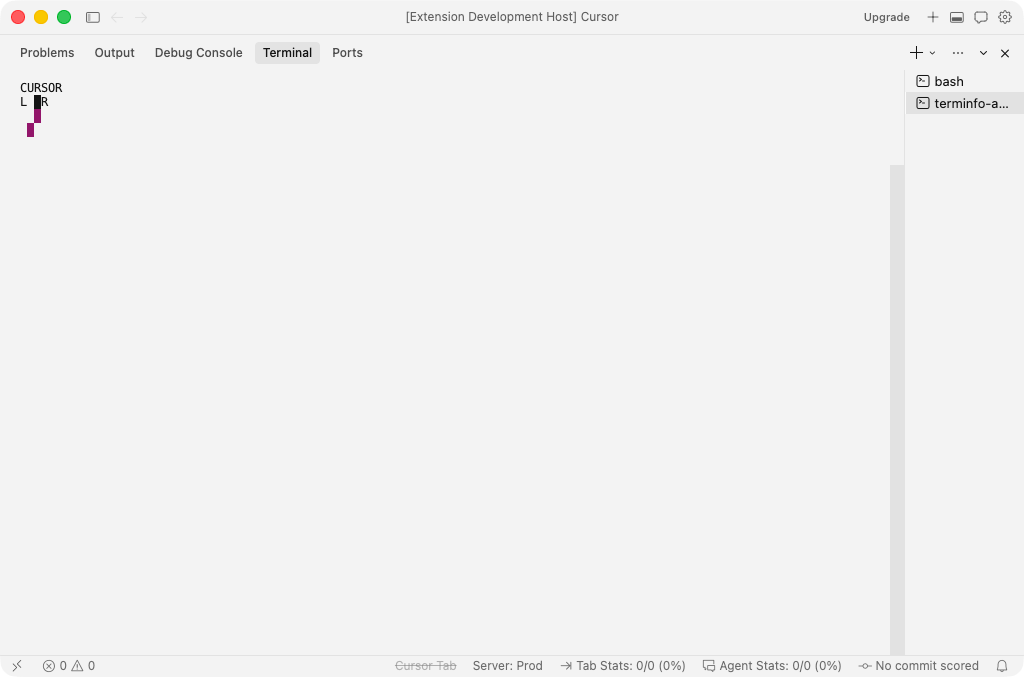 [Extension Development Host] Cursor
Upgrade
Problems Output Debug Console Terminal Ports
CURSOR
L R
bash
terminfo-a...
0 0 Cursor Tab Server: Prod Tab Stats: 0/0 (0%) Agent Stats: 0/0 (0%) No commit scored